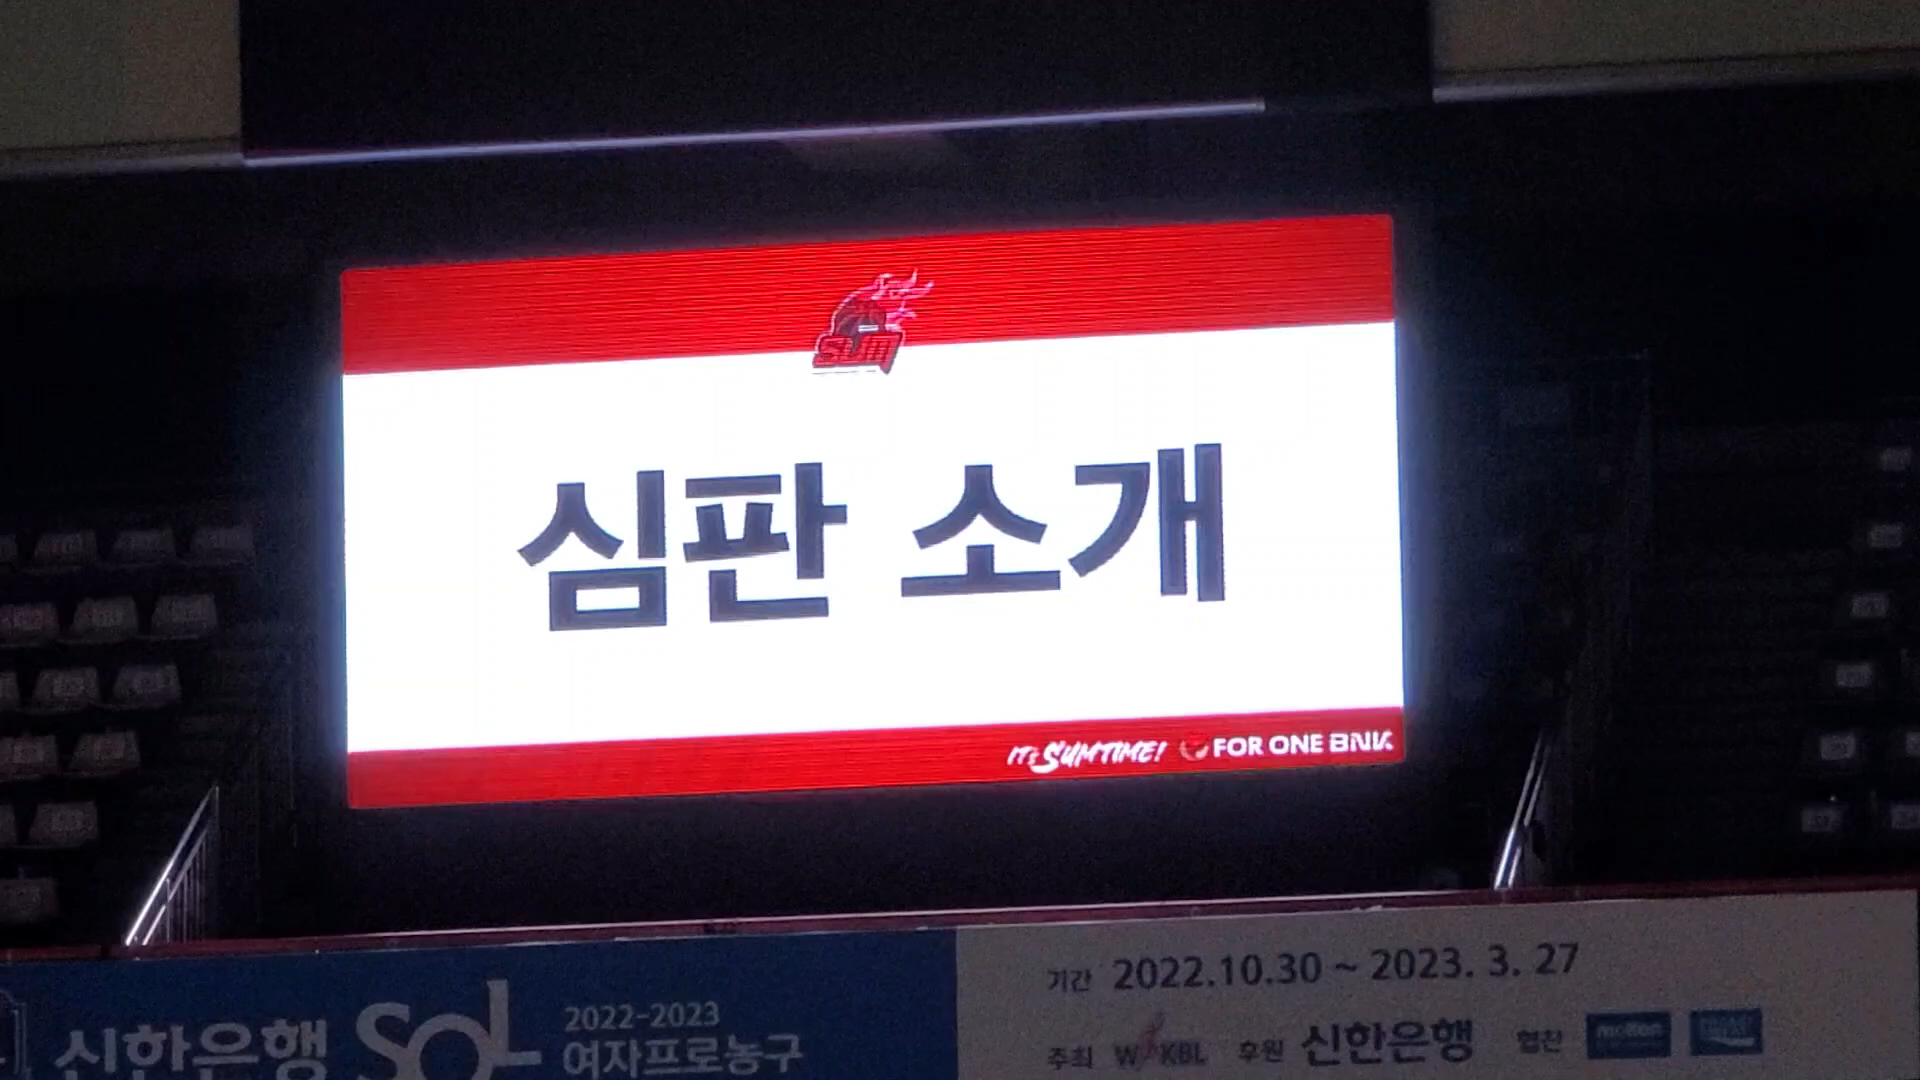 SUM
심판 소개
IT's SUMTIME! FOR ONE BNK
신한은행 SOL 2022-2023
여자프로농구
기간 2022.10.30 ~ 2023. 3. 27
주최 WKBL 후원 신한은행 협찬 molten